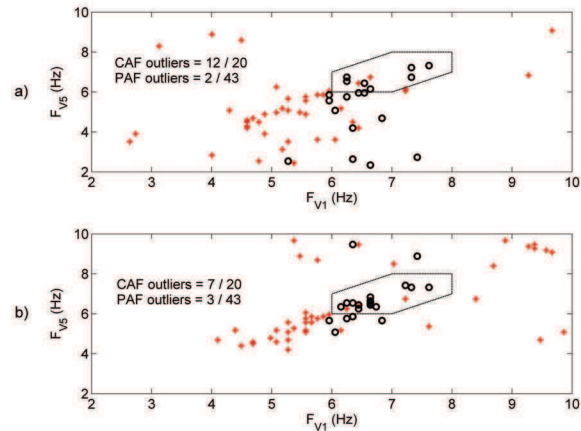 a)
F_V5 (Hz)
10
8
6
4
2
CAF outliers = 12 / 20
PAF outliers = 2 / 43
2 3 4 5 6 7 8 9 10
F_V1 (Hz)
b)
F_V5 (Hz)
10
8
6
4
2
CAF outliers = 7 / 20
PAF outliers = 3 / 43
2 3 4 5 6 7 8 9 10
F_V1 (Hz)